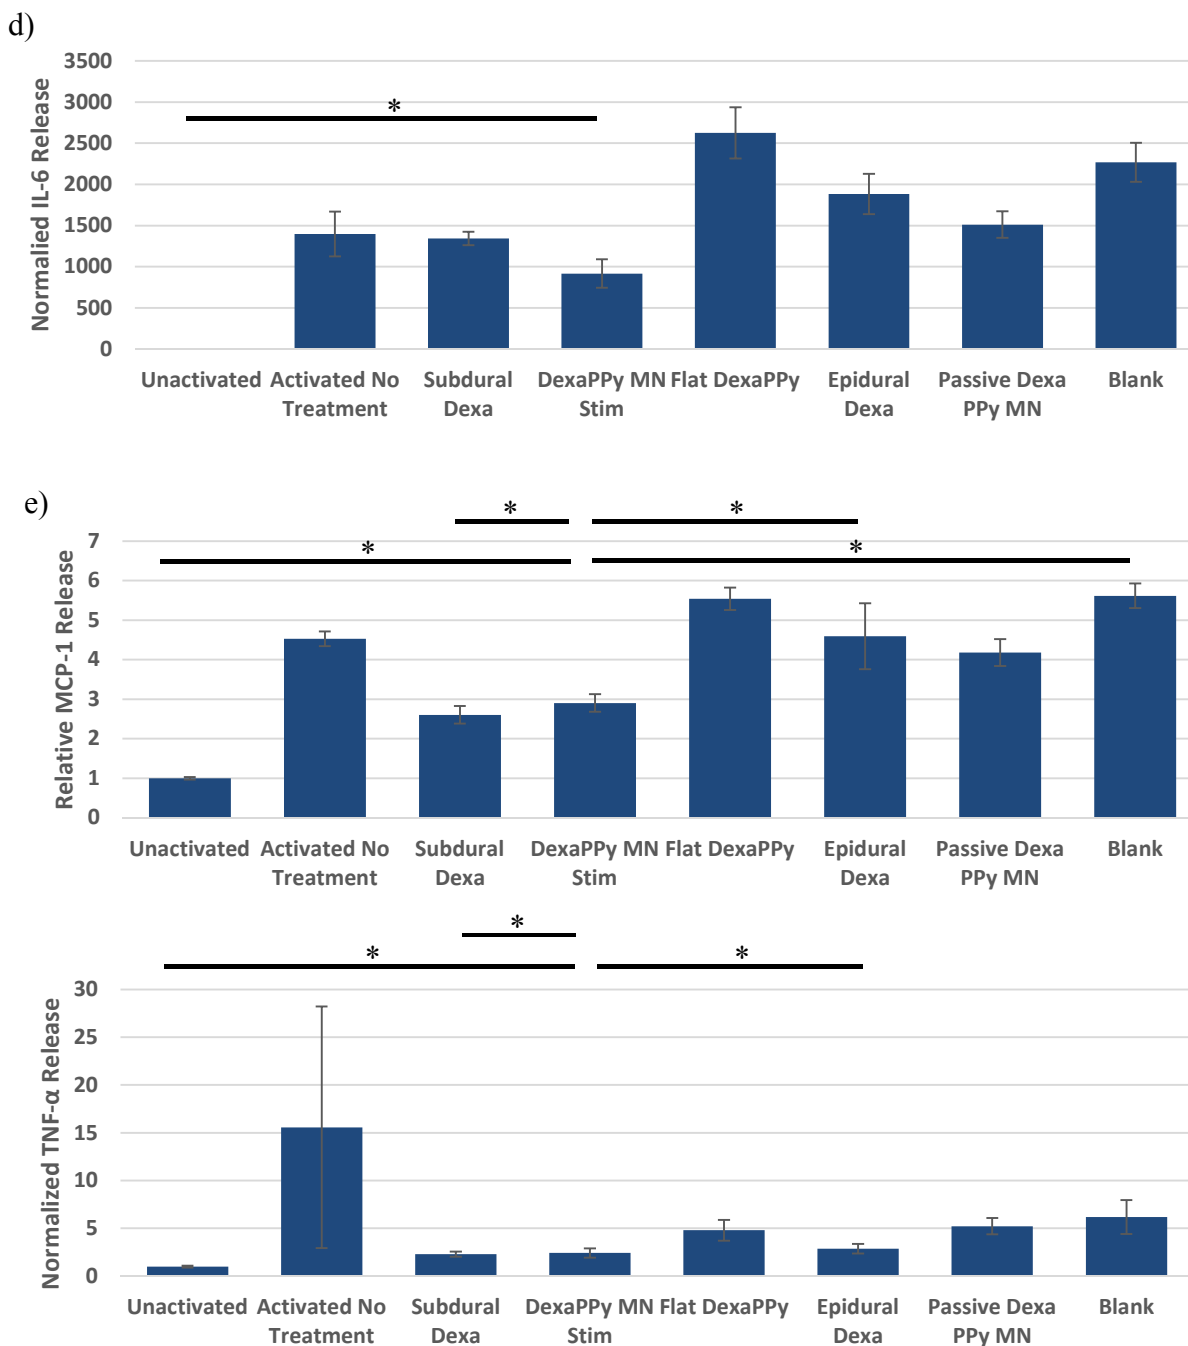 d)
3500
3000
2500
2000
1500
1000
500
0
Normalied IL-6 Release
*
Unactivated Activated No Subdural DexaPPy MN Flat DexaPPy Epidural Passive Dexa Blank
Treatment Dexa Stim Dexa PPy MN
e)
* *
* *
7
6
5
4
3
2
1
0
Relative MCP-1 Release
Unactivated Activated No Subdural DexaPPy MN Flat DexaPPy Epidural Passive Dexa Blank
Treatment Dexa Stim Dexa PPy MN
*
* *
30
25
20
15
10
5
0
Normalized TNF-α Release
Unactivated Activated No Subdural DexaPPy MN Flat DexaPPy Epidural Passive Dexa Blank
Treatment Dexa Stim Dexa PPy MN